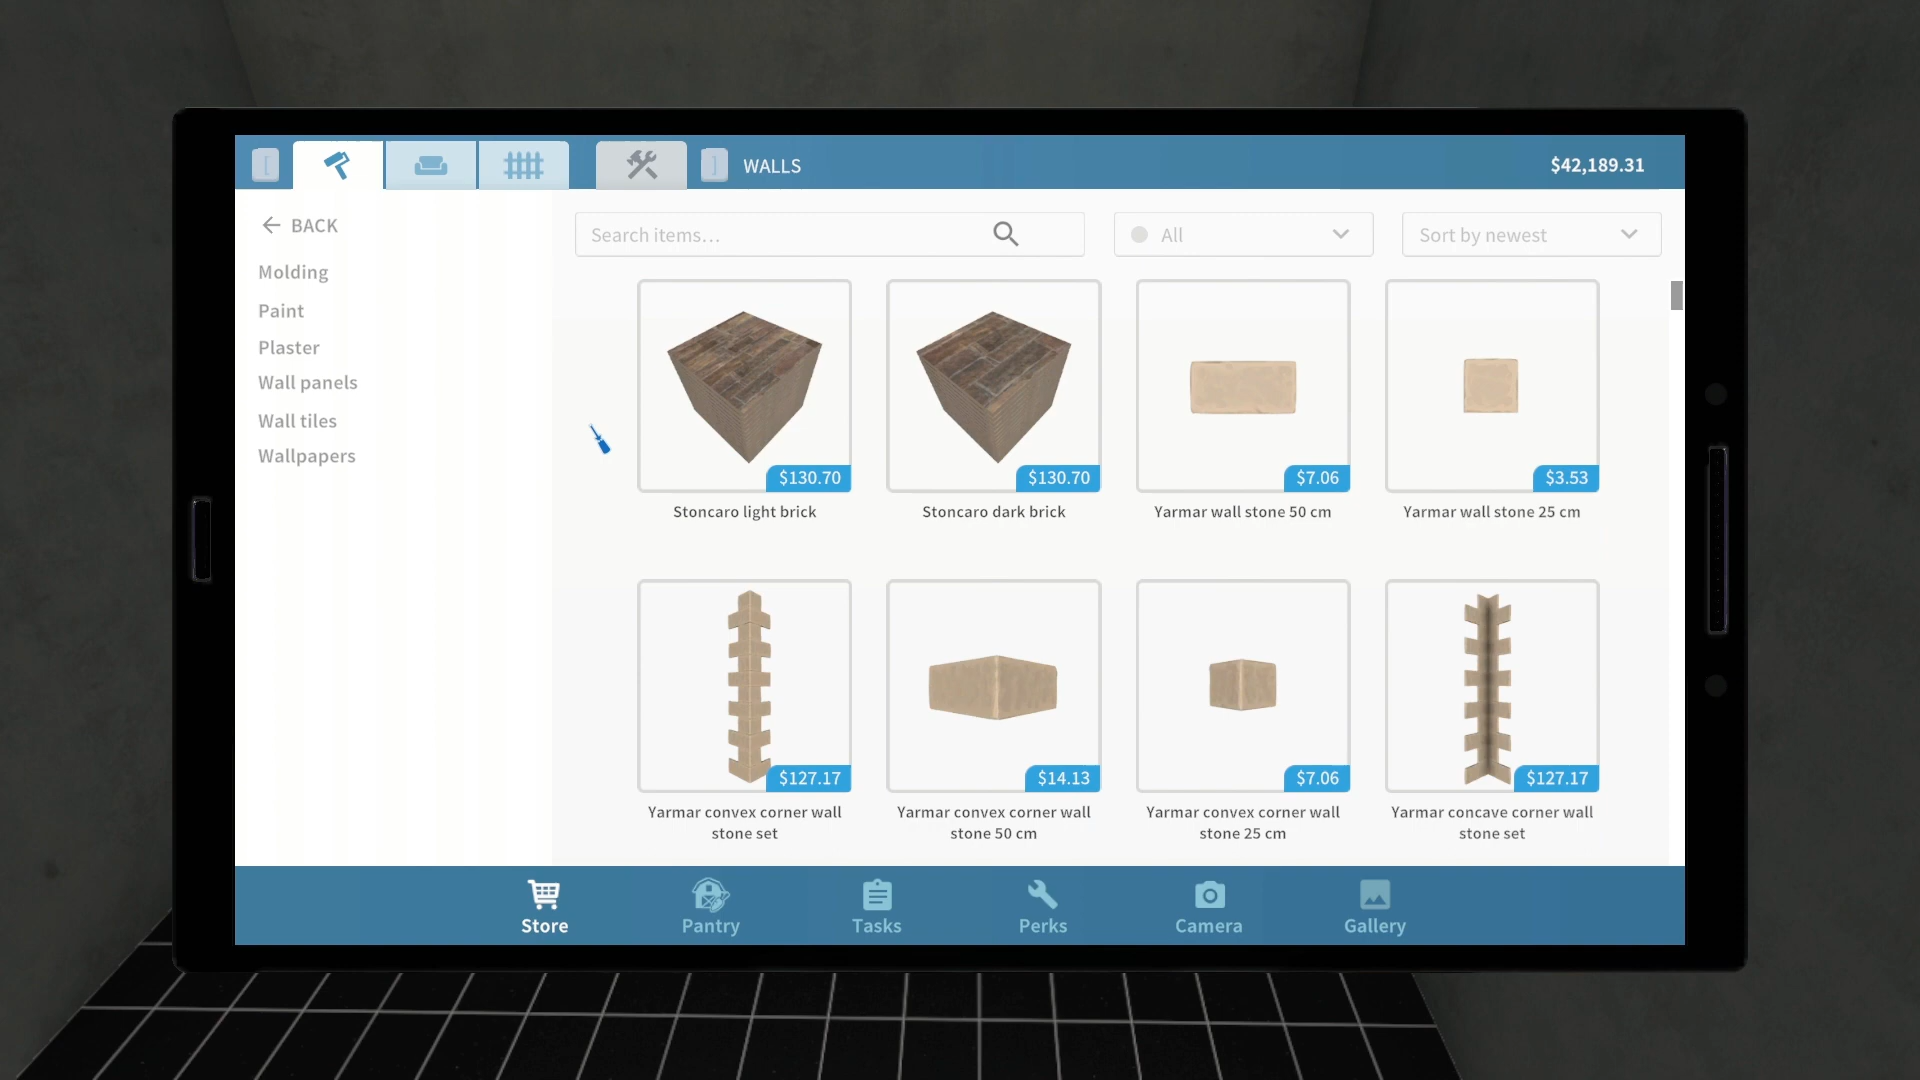 WALLS
$42,189.31
BACK
Molding
Paint
Plaster
Wall panels
Wall tiles
Wallpapers
Search items...
All
Sort by newest
$130.70
$130.70
$7.06
$3.53
Stoncaro light brick
Stoncaro dark brick
Yarmar wall stone 50 cm
Yarmar wall stone 25 cm
$127.17
$14.13
$7.06
$127.17
Yarmar convex corner wall
stone set
Yarmar convex corner wall
stone 50 cm
Yarmar convex corner wall
stone 25 cm
Yarmar concave corner wall
stone set
Store
Pantry
Tasks
Perks
Camera
Gallery